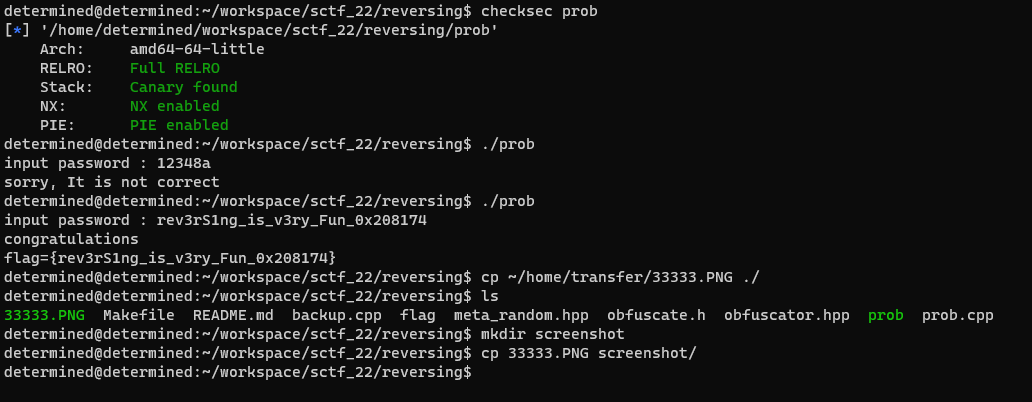 determined@determined:~/workspace/sctf_22/reversing$ checksec prob
[*] '/home/determined/workspace/sctf_22/reversing/prob'
    Arch:     amd64-64-little
    RELRO:    Full RELRO
    Stack:    Canary found
    NX:       NX enabled
    PIE:      PIE enabled
determined@determined:~/workspace/sctf_22/reversing$ ./prob
input password : 12348a
sorry, It is not correct
determined@determined:~/workspace/sctf_22/reversing$ ./prob
input password : rev3rS1ng_is_v3ry_Fun_0x208174
congratulations
flag={rev3rS1ng_is_v3ry_Fun_0x208174}
determined@determined:~/workspace/sctf_22/reversing$ cp ~/home/transfer/33333.PNG ./
determined@determined:~/workspace/sctf_22/reversing$ ls
33333.PNG  Makefile  README.md  backup.cpp  flag  meta_random.hpp  obfuscate.h  obfuscator.hpp  prob  prob.cpp
determined@determined:~/workspace/sctf_22/reversing$ mkdir screenshot
determined@determined:~/workspace/sctf_22/reversing$ cp 33333.PNG screenshot/
determined@determined:~/workspace/sctf_22/reversing$